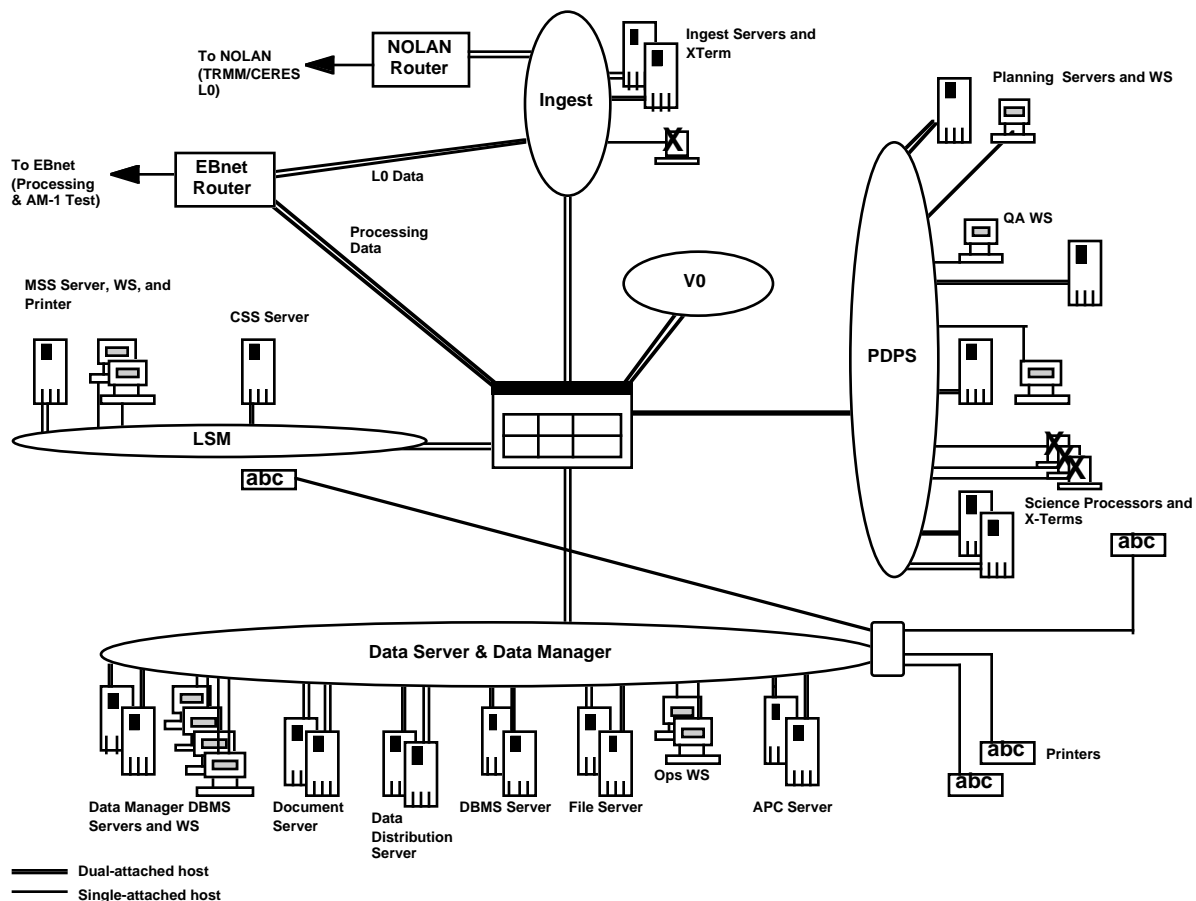 NOLAN
Router
To NOLAN
(TRMM/CERES
L0)
Ingest
Ingest Servers and
XTerm
X
Planning Servers and WS
To EBnet
(Processing
& AM-1 Test)
EBnet
Router
L0 Data
Processing
Data
QA WS
MSS Server, WS, and
Printer
CSS Server
V0
PDPS
LSM
abc
X
X
X
Science Processors and
X-Terms
abc
Data Server & Data Manager
abc
Printers
abc
Ops WS
Data Manager DBMS
Servers and WS
Document
Server
Data
Distribution
Server
DBMS Server
File Server
APC Server
Dual-attached host
Single-attached host